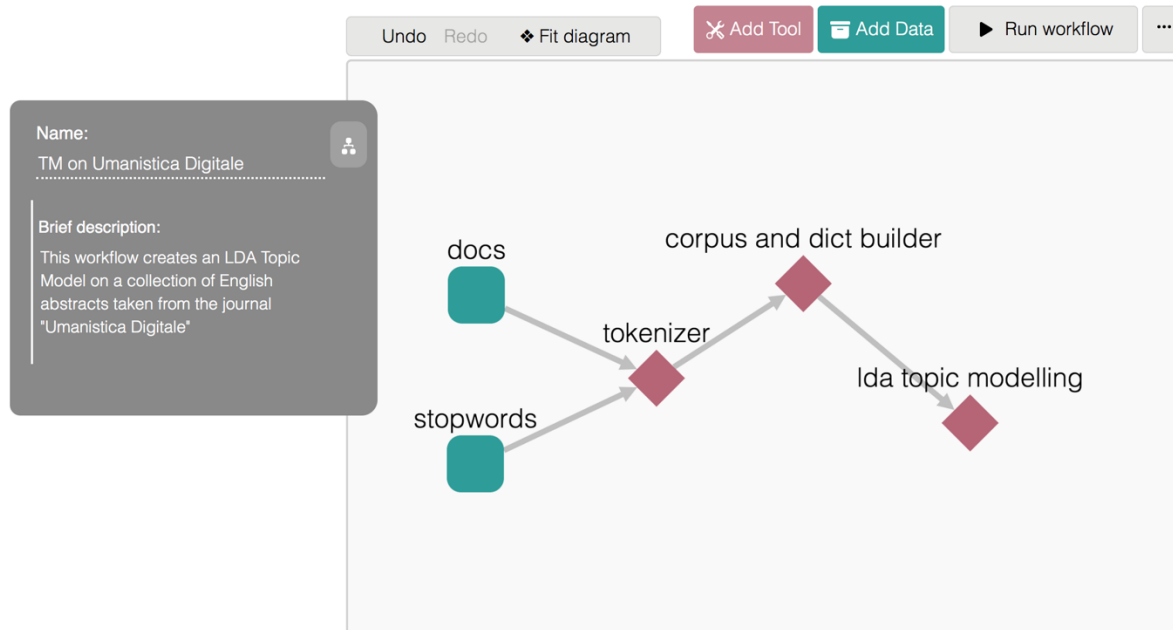 Undo Redo ❖ Fit diagram
Add Tool
Add Data
Run workflow
...
Name:
TM on Umanistica Digitale
Brief description:
This workflow creates an LDA Topic
Model on a collection of English
abstracts taken from the journal
"Umanistica Digitale"
docs
stopwords
tokenizer
corpus and dict builder
lda topic modelling